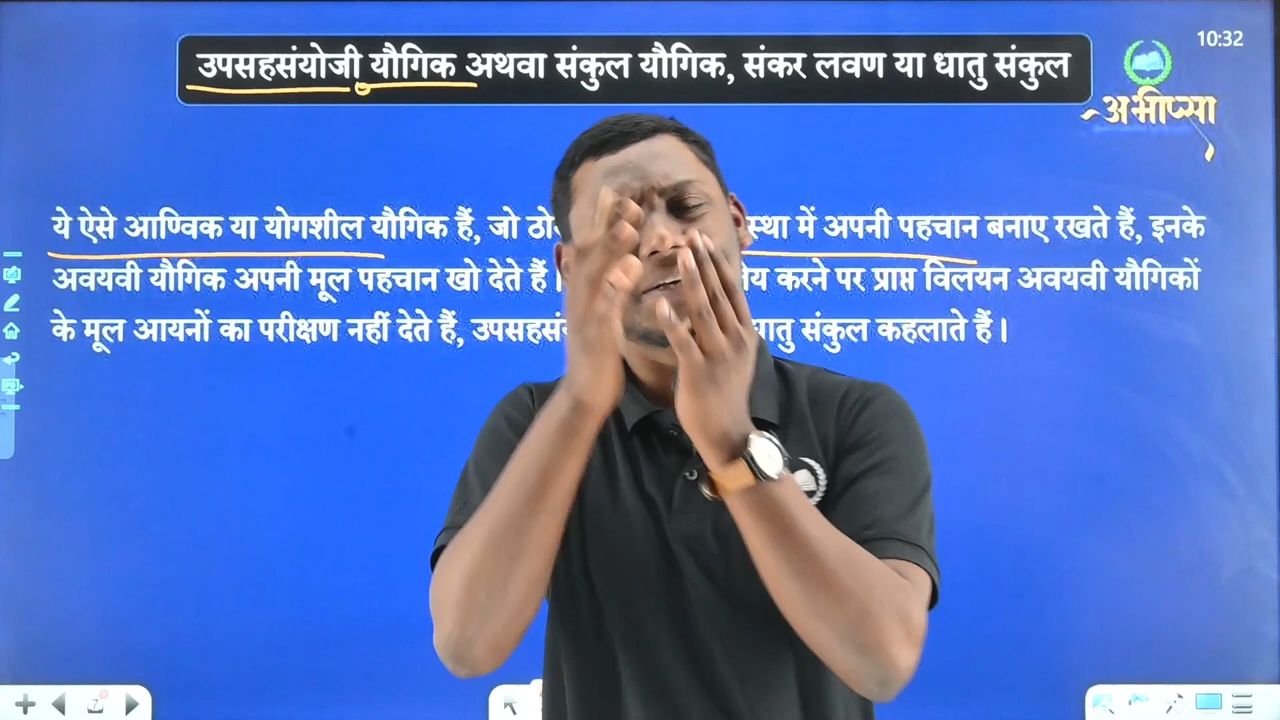 उपसहसंयोजी यौगिक अथवा संकुल यौगिक, संकर लवण या धातु संकुल
10:32
अभीप्सा
ये ऐसे आण्विक या योगशील यौगिक हैं, जो में अपनी पहचान बनाए रखते हैं, इनके
अवयवी यौगिक अपनी मूल पहचान खो देते हैं। करने पर प्राप्त विलयन अवयवी यौगिकों
के मूल आयनों का परीक्षण नहीं देते हैं, धातु संकुल कहलाते हैं।
7